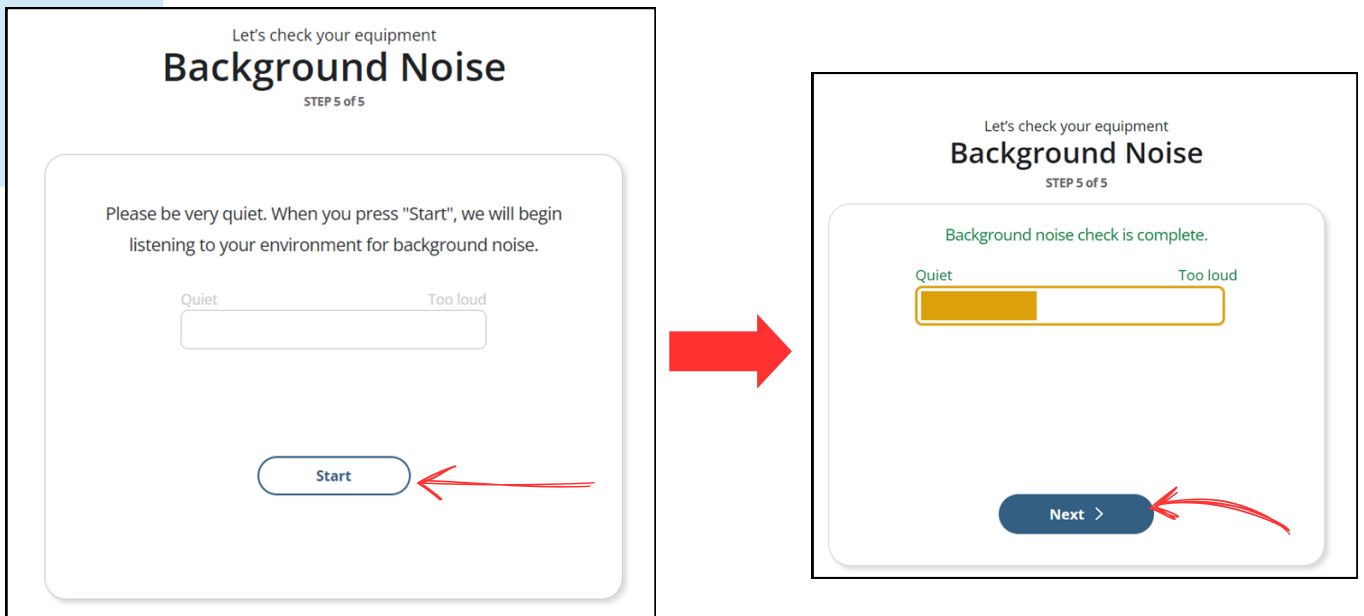 Let's check your equipment
Background Noise
STEP 5 of 5
Please be very quiet. When you press "Start", we will begin
listening to your environment for background noise.
Quiet Too loud
Start
Let's check your equipment
Background Noise
STEP 5 of 5
Background noise check is complete.
Quiet Too loud
Next